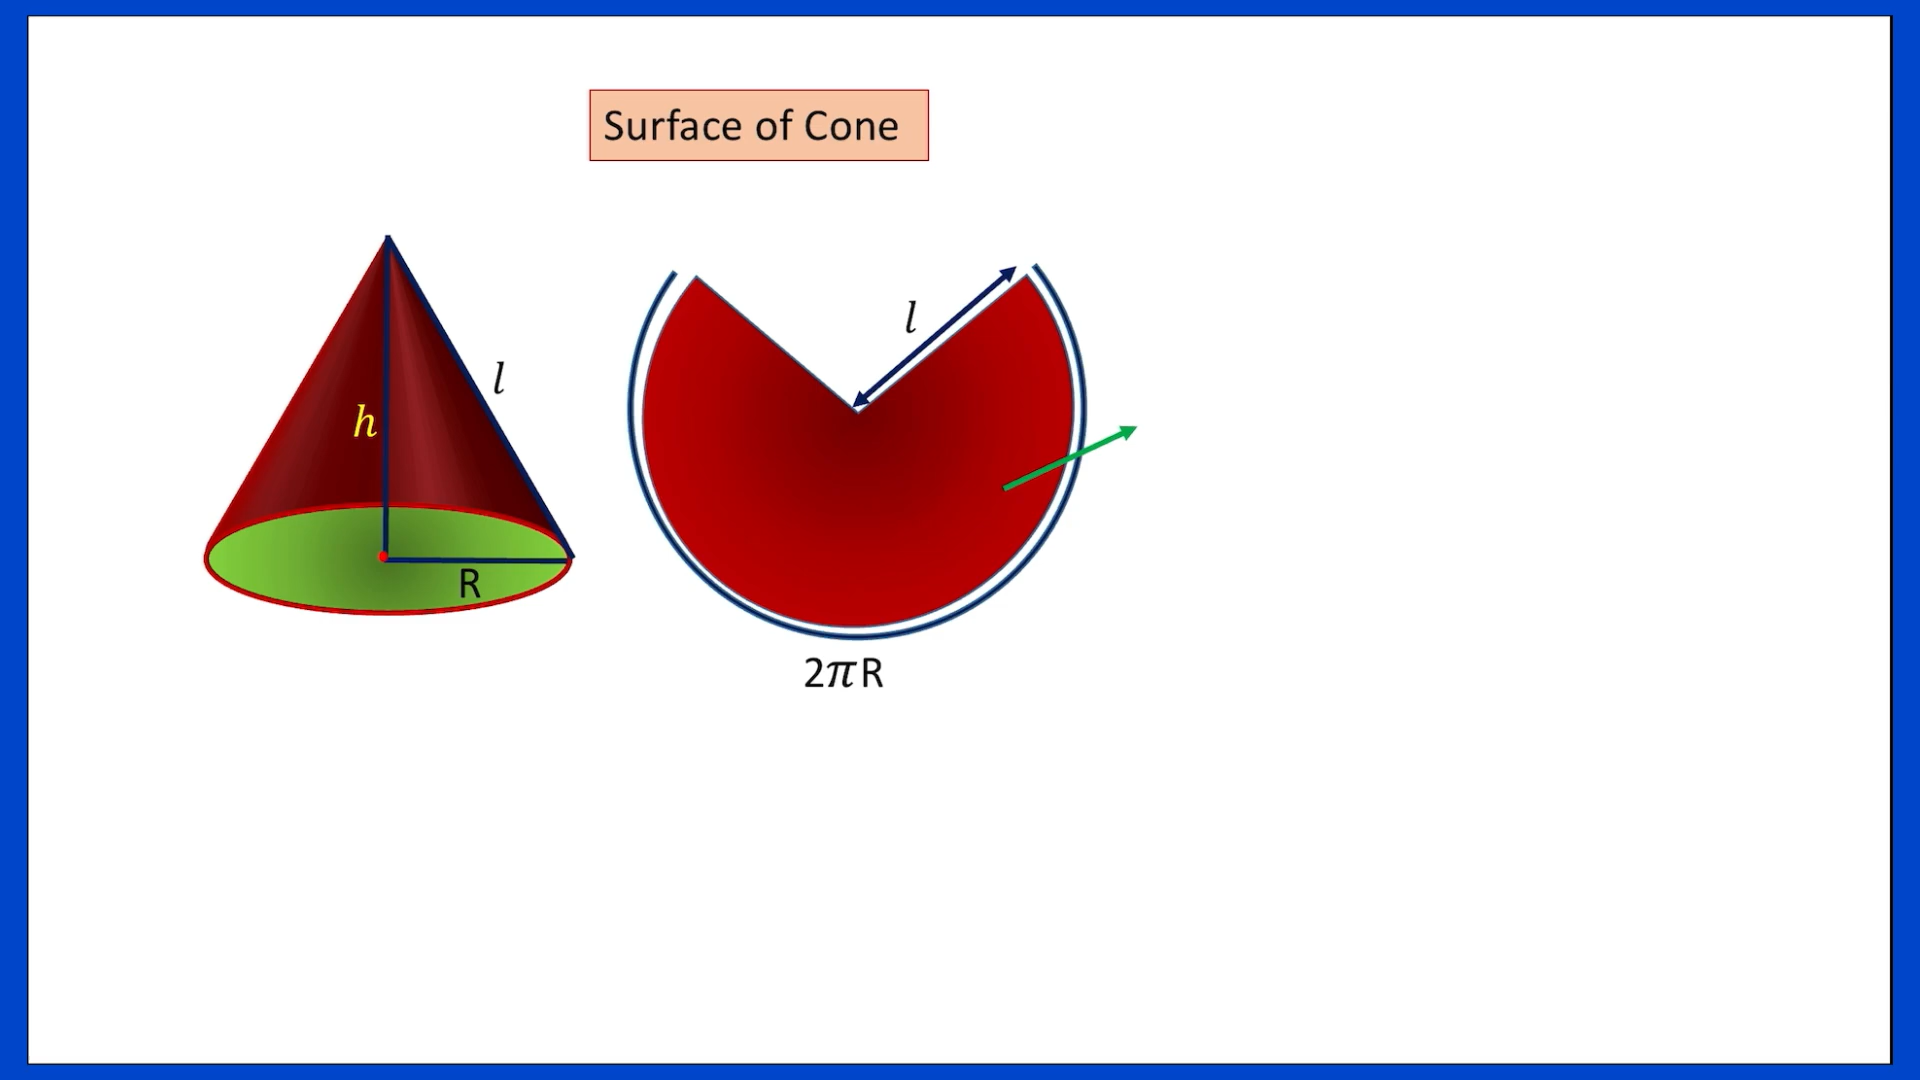 Surface of Cone
l
l
h
R
2πR